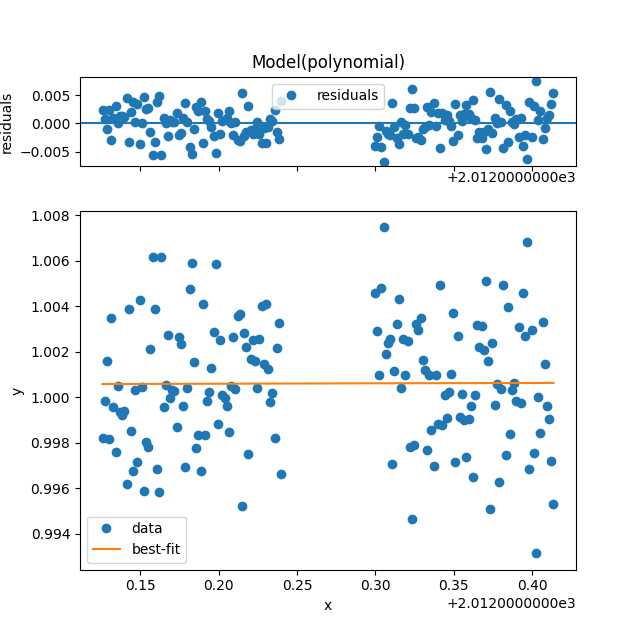 Model(polynomial)
residuals
0.005
0.000
−0.005
residuals
+2.0120000000e3
y
1.008
1.006
1.004
1.002
1.000
0.998
0.996
0.994
data
best-fit
0.15 0.20 0.25 0.30 0.35 0.40
x
+2.0120000000e3